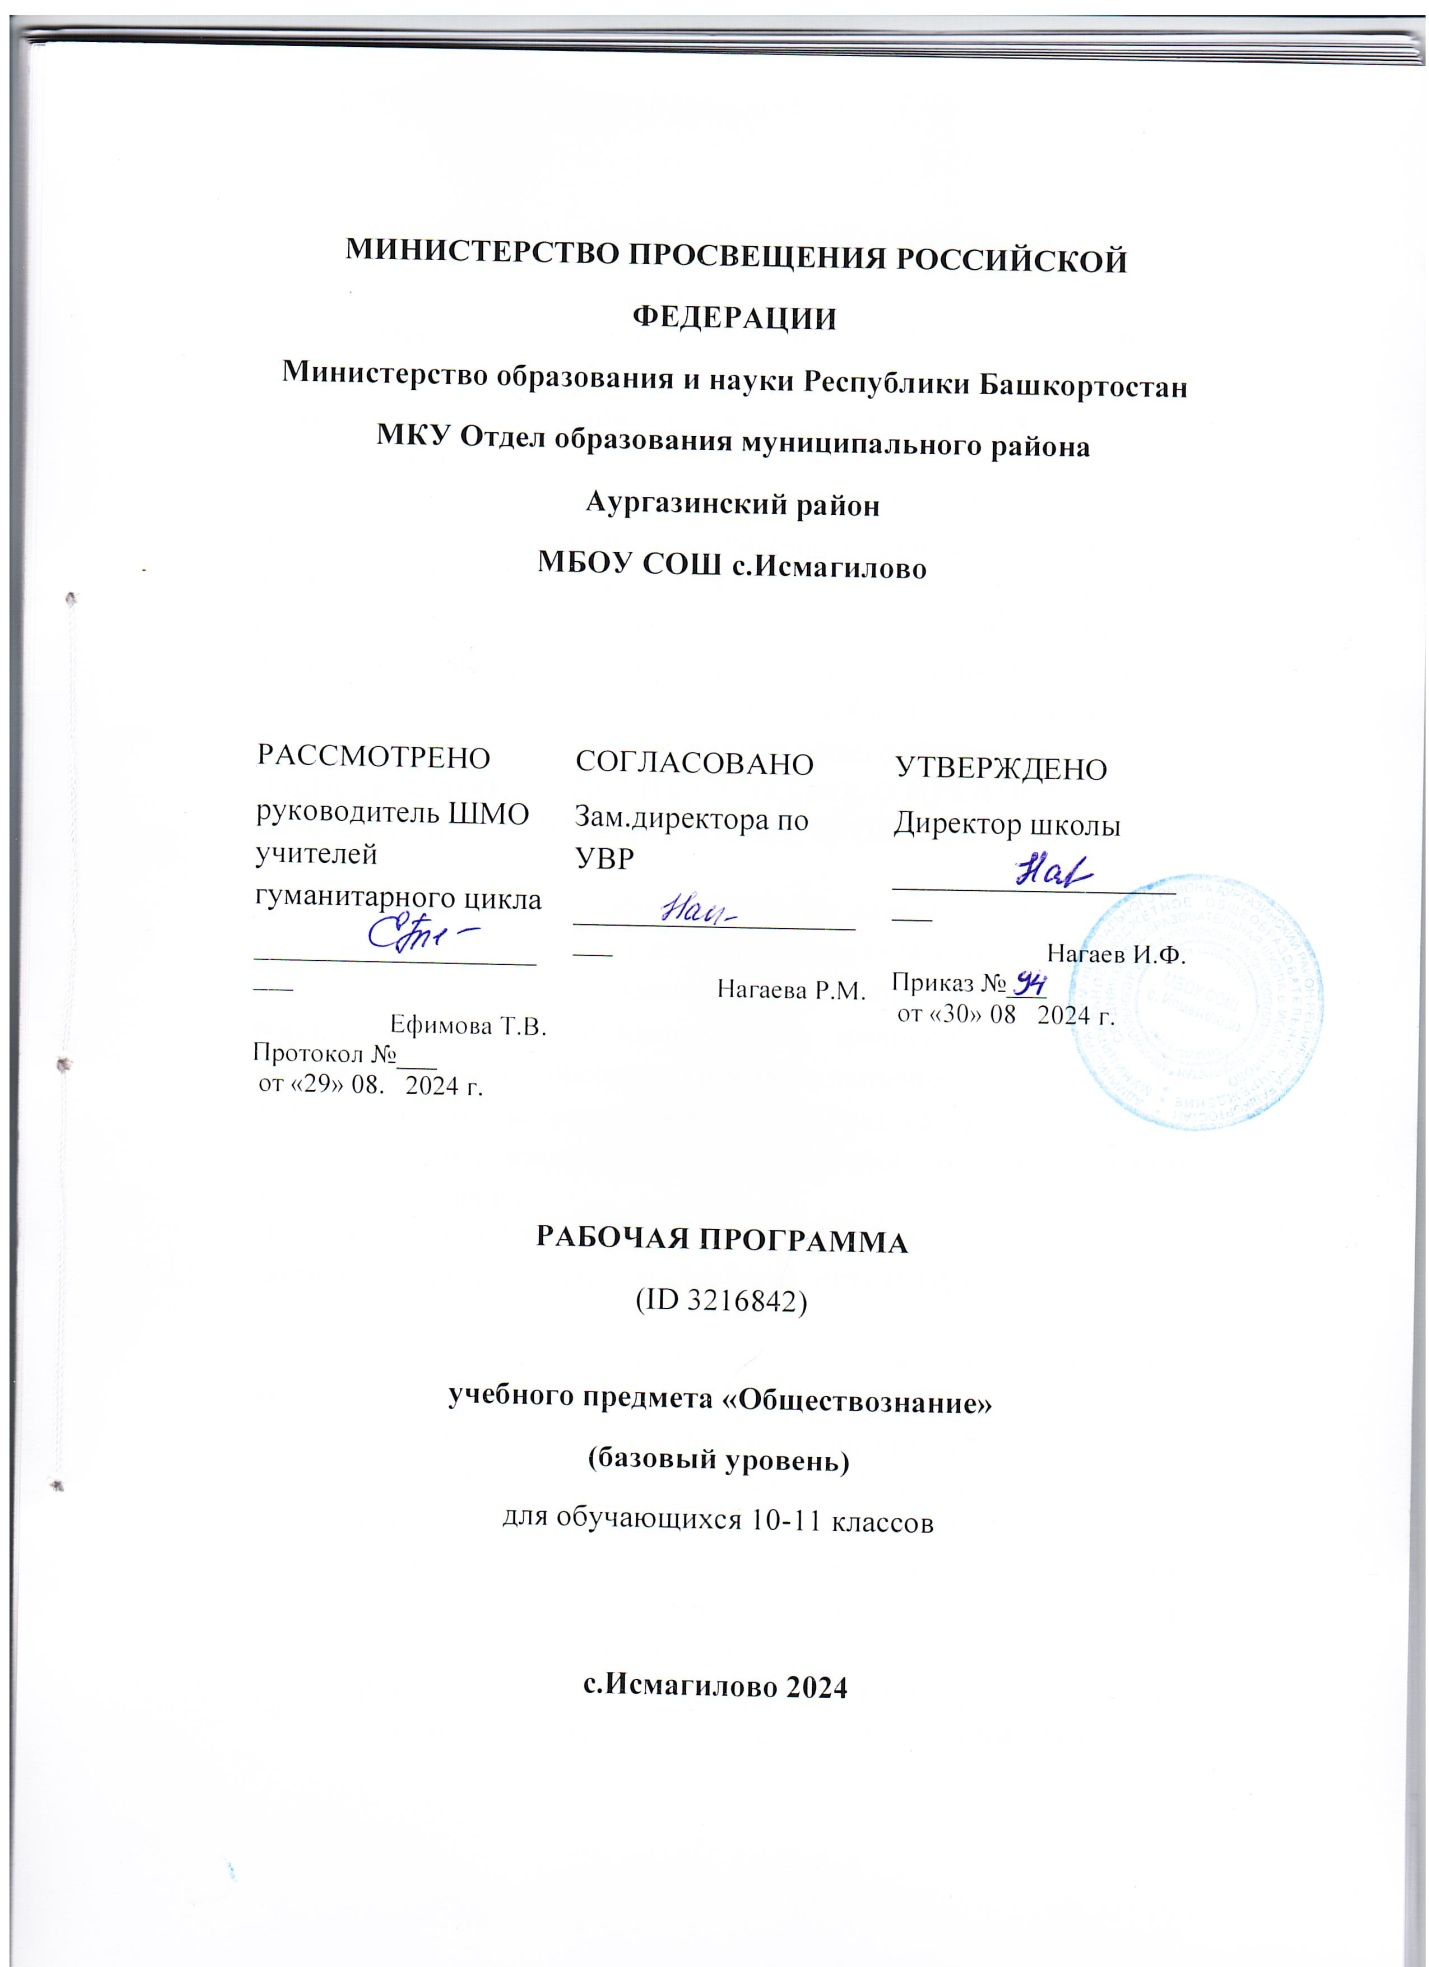 МИНИСТЕРСТВО ПРОСВЕЩЕНИЯ РОССИЙСКОЙ
ФЕДЕРАЦИИ
Министерство образования и науки Республики Башкортостан
МКУ Отдел образования муниципального района
Аургазинский район
МБОУ СОШ с.Исмагилово
РАССМОТРЕНО
руководитель ШМО
учителей
гуманитарного цикла
Ефимова Т.В.
Протокол №___
от «29» 08. 2024 г.
СОГЛАСОВАНО
Зам.директора по
УВР
Нагаева Р.М.
УТВЕРЖДЕНО
Директор школы
Нагаев И.Ф.
Приказ № 94
от «30» 08 2024 г.
РАБОЧАЯ ПРОГРАММА
(ID 3216842)
учебного предмета «Обществознание»
(базовый уровень)
для обучающихся 10-11 классов
с.Исмагилово 2024